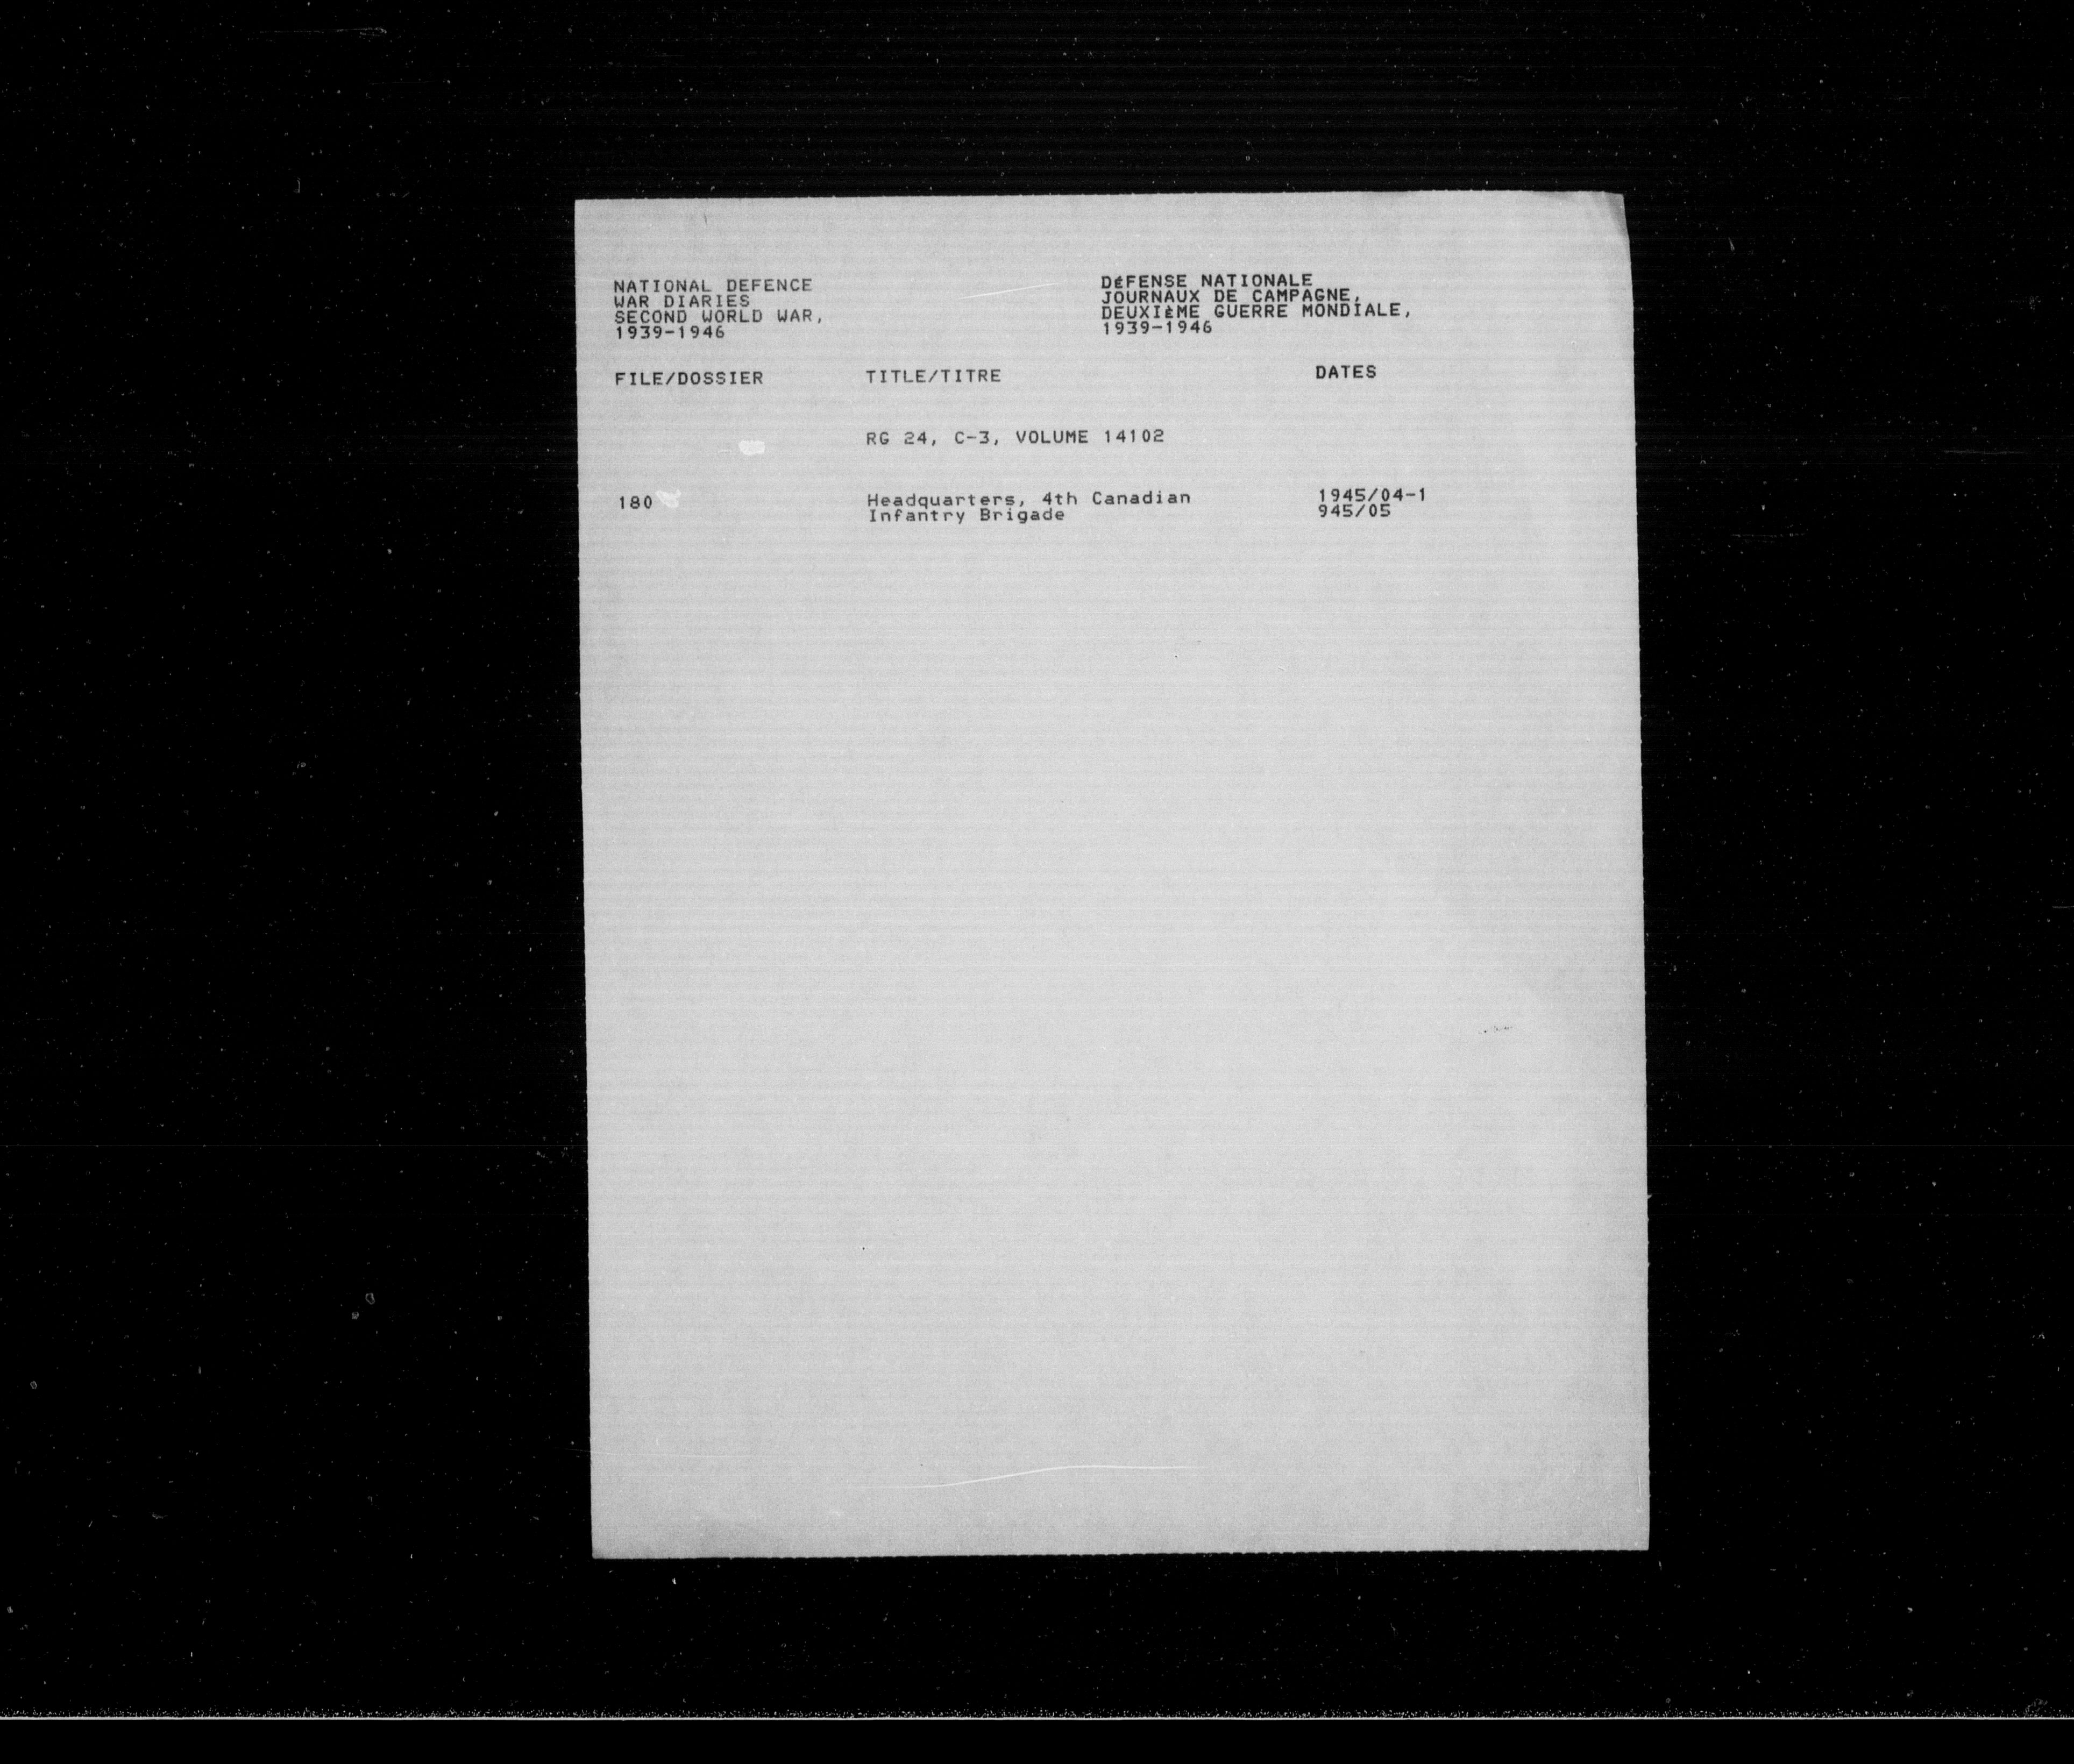 NATIONAL DEFENCE
WAR DIARIES
SECOND WORLD WAR,
1939-1946
DéFENSE NATIONALE
JOURNAUX DE CAMPAGNE,
DEUXIèME GUERRE MONDIALE,
1939-1946
FILE/DOSSIER TITLE/TITRE DATES
RG 24, C-3, VOLUME 14102
180 Headquarters, 4th Canadian 1945/04-1
Infantry Brigade 945/05